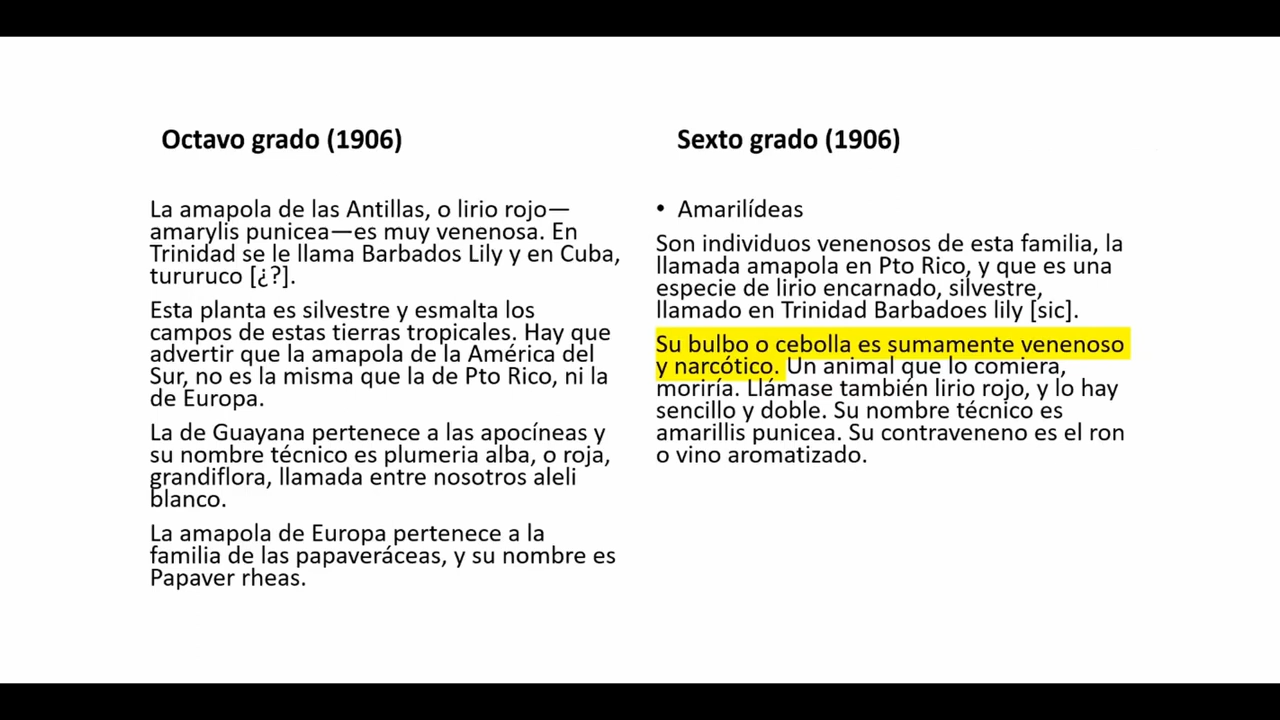 Octavo grado (1906)
La amapola de las Antillas, o lirio rojo—
amarylis punicea—es muy venenosa. En
Trinidad se le llama Barbados Lily y en Cuba,
tururuco [¿?].
Esta planta es silvestre y esmalta los
campos de estas tierras tropicales. Hay que
advertir que la amapola de la América del
Sur, no es la misma que la de Pto Rico, ni la
de Europa.
La de Guayana pertenece a las apocíneas y
su nombre técnico es plumeria alba, o roja,
grandiflora, llamada entre nosotros aleli
blanco.
La amapola de Europa pertenece a la
familia de las papaveráceas, y su nombre es
Papaver rheas.
Sexto grado (1906)
• Amarilídeas
Son individuos venenosos de esta familia, la
llamada amapola en Pto Rico, y que es una
especie de lirio encarnado, silvestre,
llamado en Trinidad Barbadoes lily [sic].
Su bulbo o cebolla es sumamente venenoso
y narcótico. Un animal que lo comiera,
moriría. Llámase también lirio rojo, y lo hay
sencillo y doble. Su nombre técnico es
amarillis punicea. Su contraveneno es el ron
o vino aromatizado.